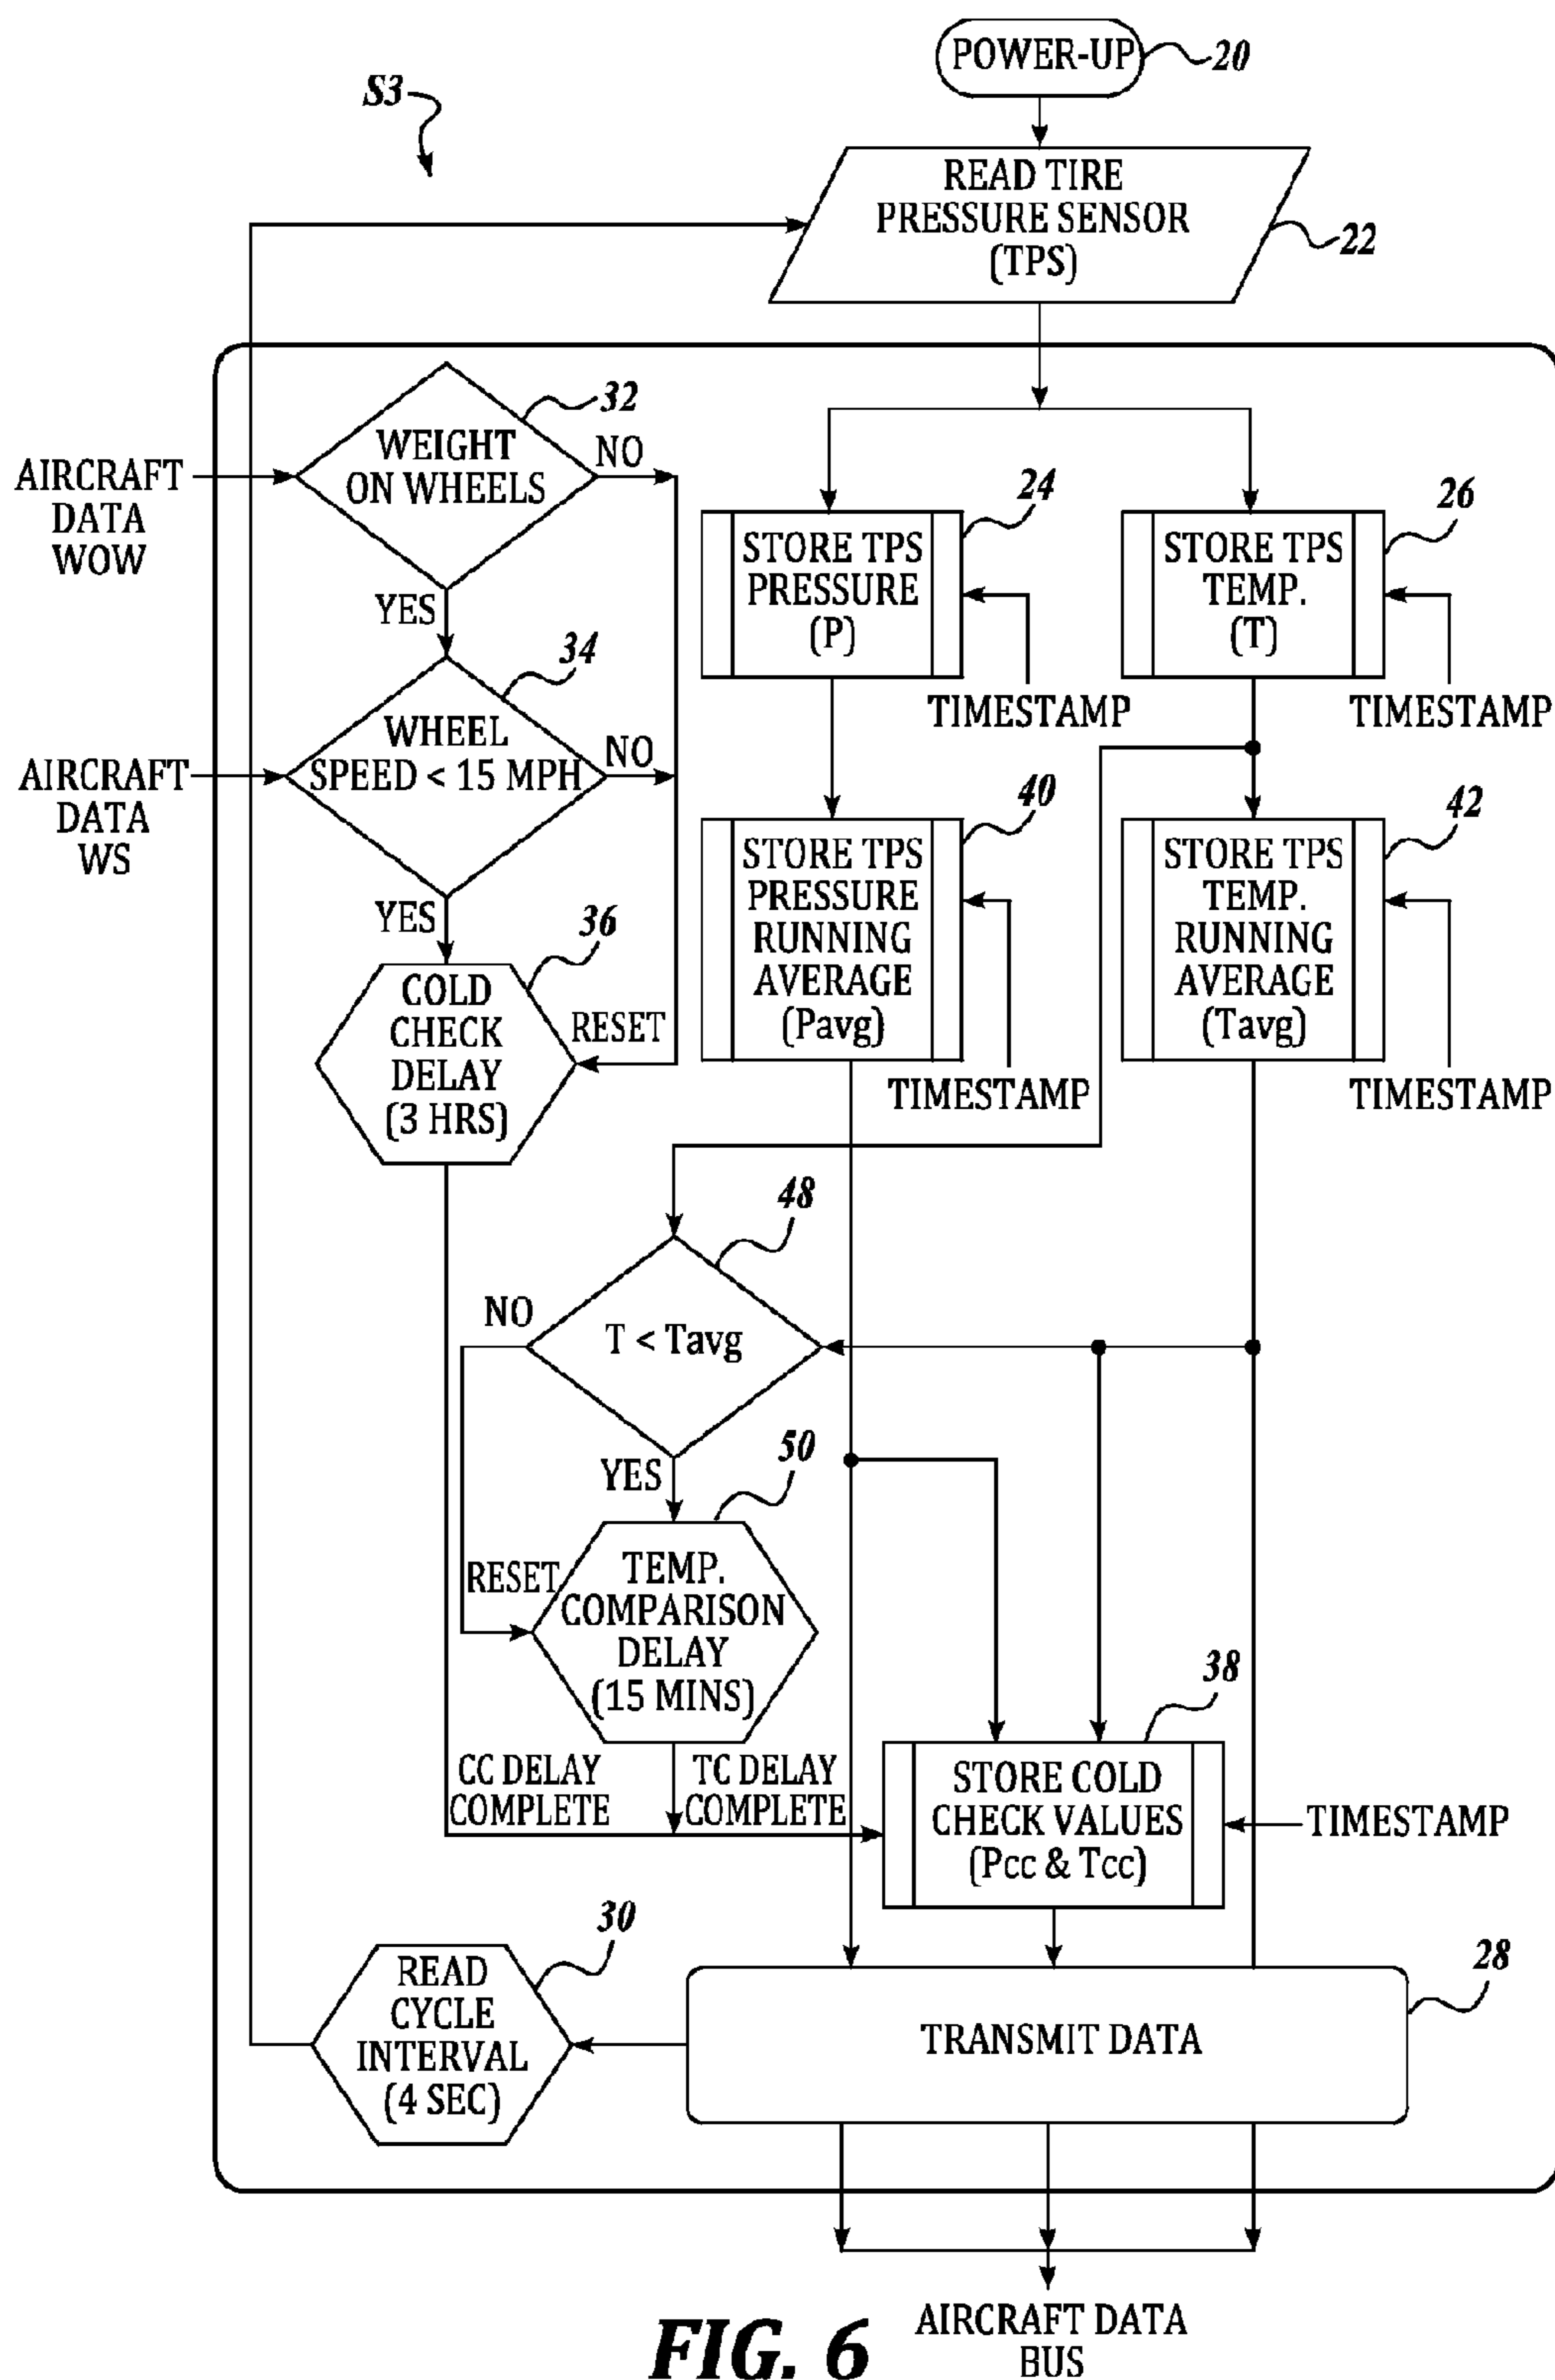 POWER-UP
20
S3
READ TIRE
PRESSURE SENSOR
(TPS)
22
32
WEIGHT
ON WHEELS
NO
AIRCRAFT
DATA
WOW
YES
24
STORE TPS
PRESSURE
(P)
TIMESTAMP
26
STORE TPS
TEMP.
(T)
TIMESTAMP
34
WHEEL
SPEED < 15 MPH
NO
AIRCRAFT
DATA
WS
YES
40
STORE TPS
PRESSURE
RUNNING
AVERAGE
(Pavg)
TIMESTAMP
42
STORE TPS
TEMP.
RUNNING
AVERAGE
(Tavg)
TIMESTAMP
36
COLD
CHECK
DELAY
(3 HRS)
RESET
48
NO
T < Tavg
YES
50
RESET
TEMP.
COMPARISON
DELAY
(15 MINS)
38
CC DELAY
COMPLETE
TC DELAY
COMPLETE
STORE COLD
CHECK VALUES
(PCC & TCC)
TIMESTAMP
30
READ
CYCLE
INTERVAL
(4 SEC)
28
TRANSMIT DATA
AIRCRAFT DATA
BUS
FIG. 6